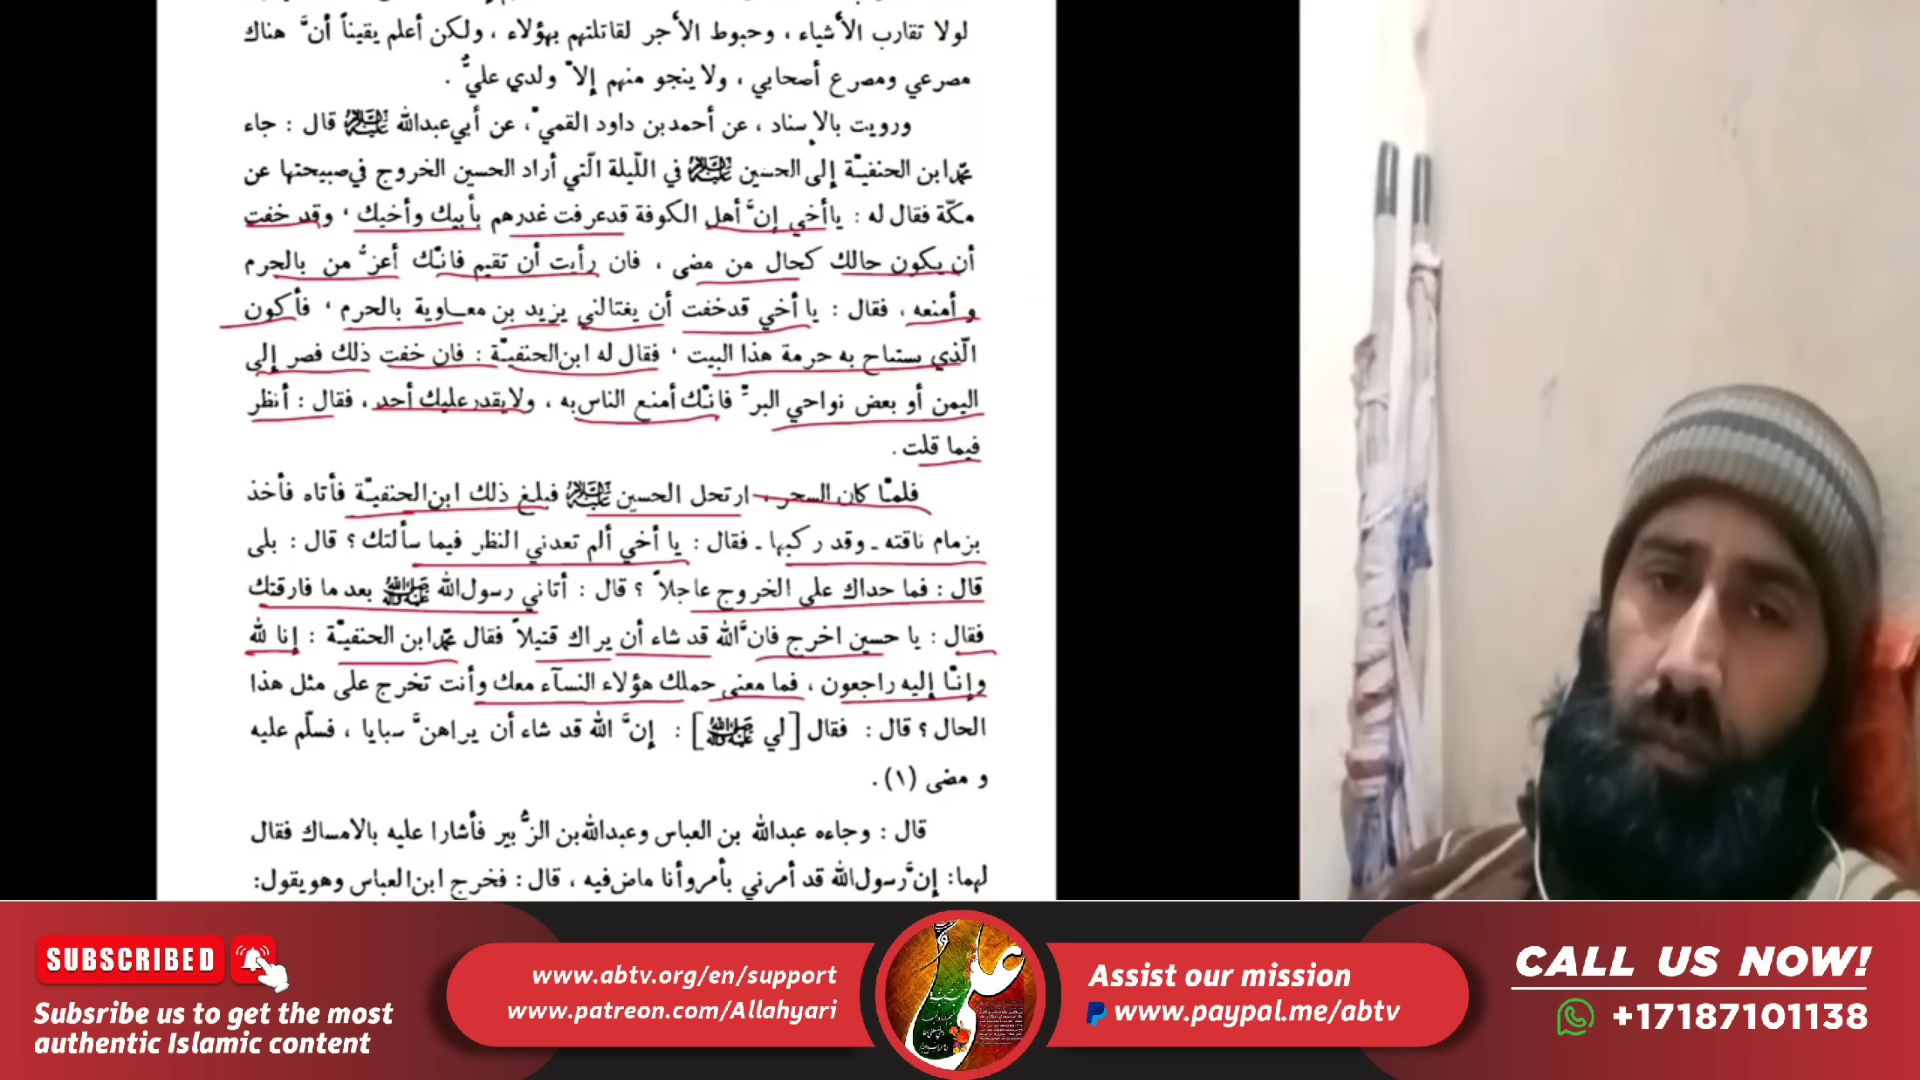 لولا تقارب الأشياء ، وحبوط الأجر لقاتلتهم بهؤلاء ، ولكن أعلم يقيناً أنَّ هناك
مصرعي ومصرع أصحابي ، ولا ينجو منهم إلاّ ولدي عليٌّ .
ورويت بالإسناد ، عن أحمد بن داود القمي ، عن أبي عبدالله عليه السلام قال : جاء
محمد ابن الحنفيّة إلى الحسين عليه السلام في اللّيلة الّتي أراد الحسين الخروج في صبيحتها عن
مكّة فقال له : يا أخي إنَّ أهل الكوفة قد عرفت غدرهم بأبيك وأخيك ، وقد خفت
أن يكون حالك كحال من مضى ، فان رأيت أن تقيم فانّك أعزُّ من بالحرم
و أمنعه ، فقال : يا أخي قد خفت أن يغتالني يزيد بن معاوية بالحرم ، فأكون
الّذي يستباح به حرمة هذا البيت ، فقال له ابن الحنفيّة : فان خفت ذلك فصر إلى
اليمن أو بعض نواحي البرِّ فانّك أمنع الناس به ، ولا يقدر عليك أحد ، فقال : أنظر
فيما قلت .
فلمّا كان السحر ، ارتحل الحسين عليه السلام فبلغ ذلك ابن الحنفيّة فأتاه فأخذ
بزمام ناقته ـ وقد ركبها ـ فقال : يا أخي ألم تعدني النظر فيما سألتك ؟ قال : بلى
قال : فما حداك على الخروج عاجلاً ؟ قال : أتاني رسول الله صلى الله عليه وآله بعد ما فارقتك
فقال : يا حسين اخرج فانَّ الله قد شاء أن يراك قتيلاً فقال محمد ابن الحنفيّة : إنا لله
وإنّا إليه راجعون ، فما معنى حملك هؤلاء النسآء معك وأنت تخرج على مثل هذا
الحال ؟ قال : فقال [لي صلى الله عليه وآله] : إنَّ الله قد شاء أن يراهنَّ سبايا ، فسلّم عليه
و مضى (١) .
قال : وجاءه عبدالله بن العباس وعبدالله بن الزُّبير فأشارا عليه بالامساك فقال
لهما : إنَّ رسول الله قد أمرني بأمر وأنا ماض فيه ، قال : فخرج ابن العباس وهو يقول :
SUBSCRIBED
Subsribe us to get the most
authentic Islamic content
www.abtv.org/en/support
www.patreon.com/Allahyari
Assist our mission
www.paypal.me/abtv
CALL US NOW!
+17187101138